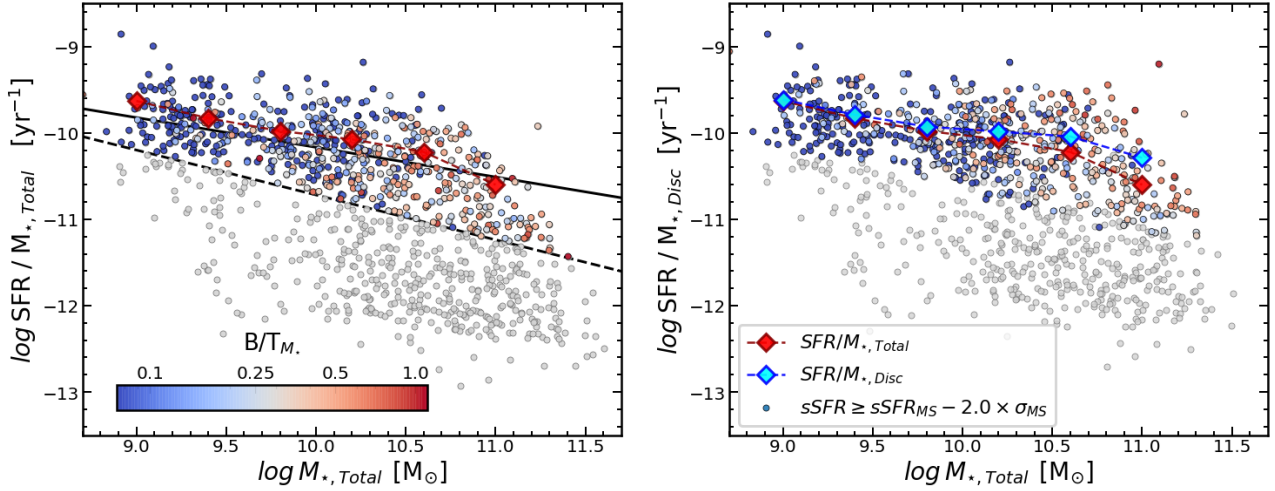 log SFR / M⋆,Total [yr⁻¹]
−9
−10
−11
−12
−13
B/T_M⋆
0.1 0.25 0.5 1.0
9.0 9.5 10.0 10.5 11.0 11.5
log M⋆,Total [M⊙]
log SFR / M⋆,Disc [yr⁻¹]
−9
−10
−11
−12
−13
SFR/M⋆,Total
SFR/M⋆,Disc
sSFR ≥ sSFR_MS − 2.0 × σ_MS
9.0 9.5 10.0 10.5 11.0 11.5
log M⋆,Total [M⊙]